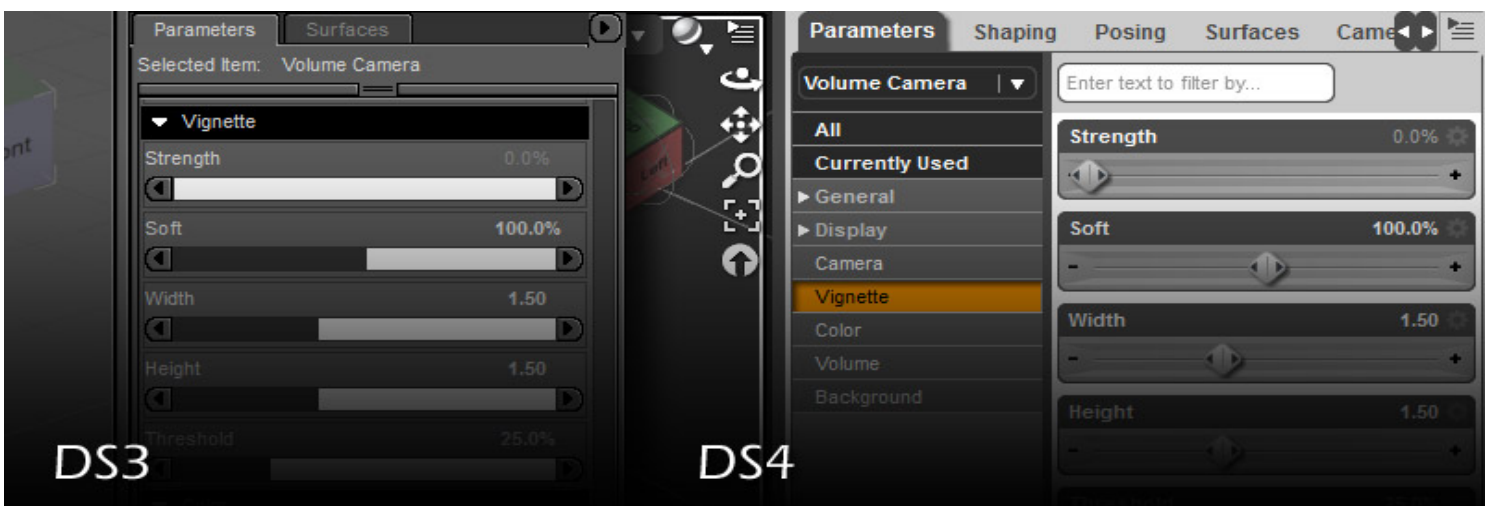 Parameters
Surfaces
Selected Item: Volume Camera
Vignette
Strength 0.0%
Soft 100.0%
Width 1.50
Height 1.50
Threshold 25.0%
DS3
Left
Parameters Shaping Posing Surfaces Came
Volume Camera
Enter text to filter by...
All
Currently Used
General
Display
Camera
Vignette
Color
Volume
Background
Strength 0.0%
Soft 100.0%
Width 1.50
Height 1.50
DS4